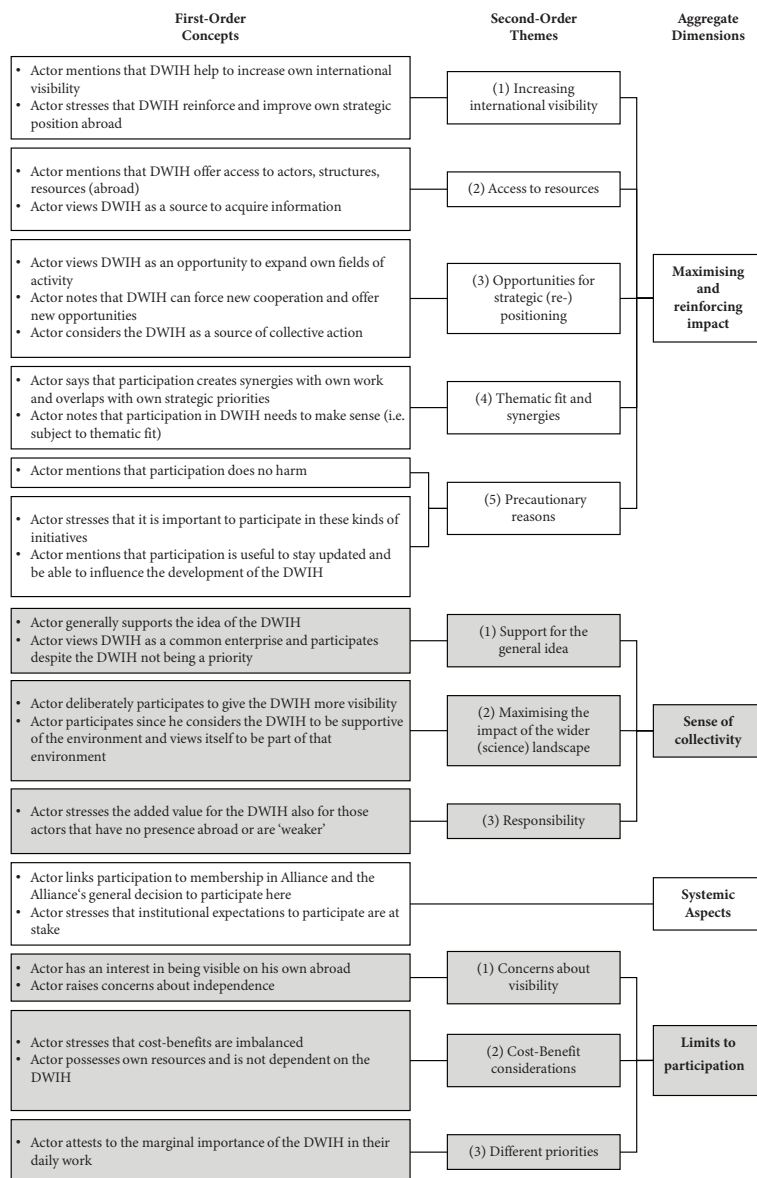 First-Order
Concepts
Second-Order
Themes
Aggregate
Dimensions
• Actor mentions that DWIH help to increase own international
visibility
• Actor stresses that DWIH reinforce and improve own strategic
position abroad
(1) Increasing
international visibility
• Actor mentions that DWIH offer access to actors, structures,
resources (abroad)
• Actor views DWIH as a source to acquire information
(2) Access to resources
• Actor views DWIH as an opportunity to expand own fields of
activity
• Actor notes that DWIH can force new cooperation and offer
new opportunities
• Actor considers the DWIH as a source of collective action
(3) Opportunities for
strategic (re-)
positioning
Maximising
and
reinforcing
impact
• Actor says that participation creates synergies with own work
and overlaps with own strategic priorities
• Actor notes that participation in DWIH needs to make sense (i.e.
subject to thematic fit)
(4) Thematic fit and
synergies
• Actor mentions that participation does no harm
• Actor stresses that it is important to participate in these kinds of
initiatives
• Actor mentions that participation is useful to stay updated and
be able to influence the development of the DWIH
(5) Precautionary
reasons
• Actor generally supports the idea of the DWIH
• Actor views DWIH as a common enterprise and participates
despite the DWIH not being a priority
(1) Support for the
general idea
• Actor deliberately participates to give the DWIH more visibility
• Actor participates since he considers the DWIH to be supportive
of the environment and views itself to be part of that
environment
(2) Maximising the
impact of the wider
(science) landscape
Sense of
collectivity
• Actor stresses the added value for the DWIH also for those
actors that have no presence abroad or are ‘weaker’
(3) Responsibility
• Actor links participation to membership in Alliance and the
Alliance‘s general decision to participate here
• Actor stresses that institutional expectations to participate are at
stake
Systemic
Aspects
• Actor has an interest in being visible on his own abroad
• Actor raises concerns about independence
(1) Concerns about
visibility
• Actor stresses that cost-benefits are imbalanced
• Actor possesses own resources and is not dependent on the
DWIH
(2) Cost-Benefit
considerations
Limits to
participation
• Actor attests to the marginal importance of the DWIH in their
daily work
(3) Different priorities